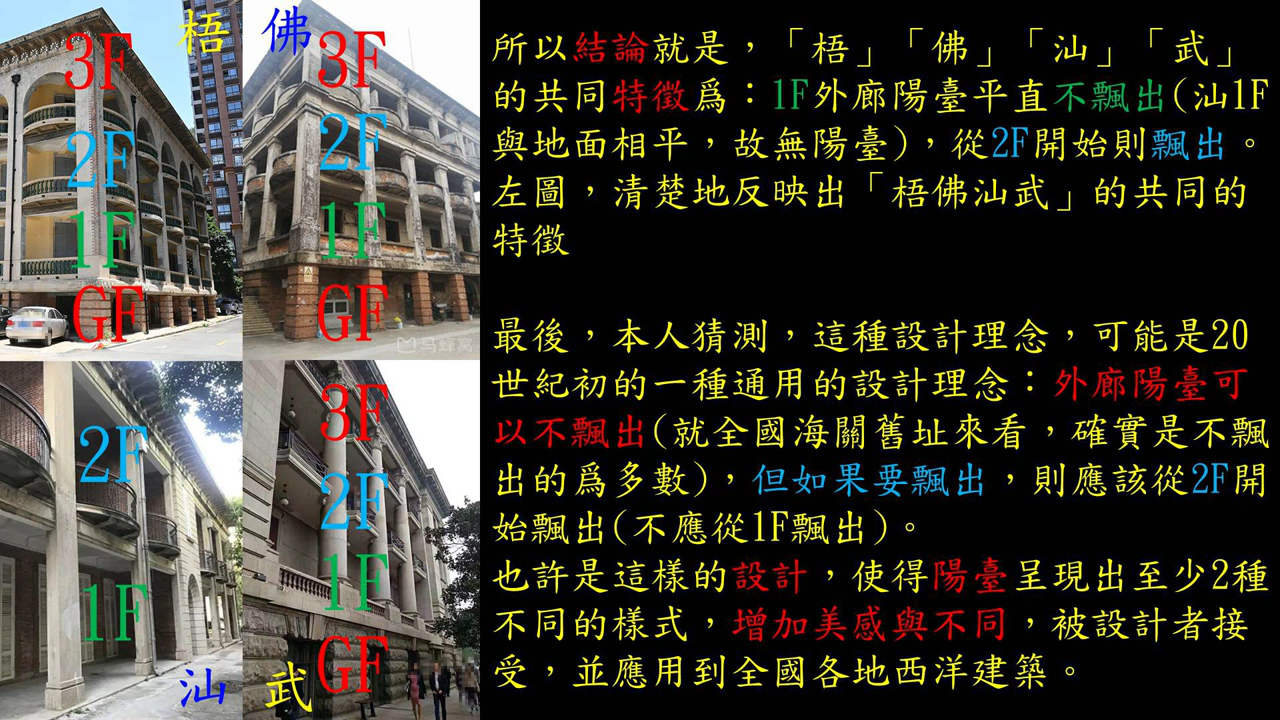 3F
梧
2F
1F
GF
佛
3F
2F
1F
GF
马蜂窝
2F
1F
汕
3F
2F
1F
GF
武
所以結論就是，「梧」「佛」「汕」「武」
的共同特徵爲：1F外廊陽臺平直不飄出(汕1F
與地面相平，故無陽臺)，從2F開始則飄出。
左圖，清楚地反映出「梧佛汕武」的共同的
特徵
最後，本人猜測，這種設計理念，可能是20
世紀初的一種通用的設計理念：外廊陽臺可
以不飄出(就全國海關舊址來看，確實是不飄
出的爲多數)，但如果要飄出，則應該從2F開
始飄出(不應從1F飄出)。
也許是這樣的設計，使得陽臺呈現出至少2種
不同的樣式，增加美感與不同，被設計者接
受，並應用到全國各地西洋建築。